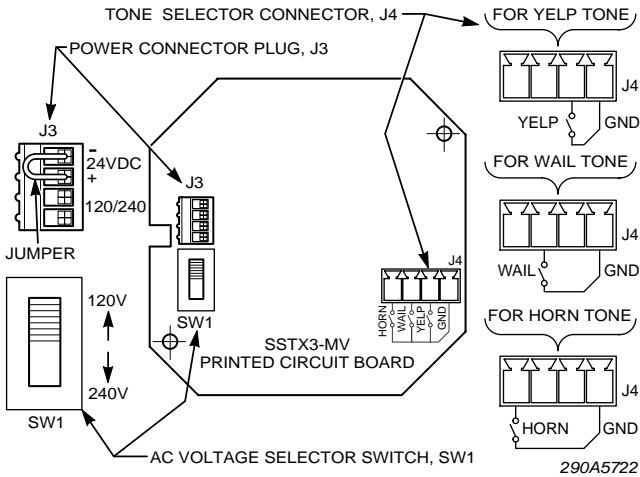 TONE SELECTOR CONNECTOR, J4
POWER CONNECTOR PLUG, J3
J3
-
24VDC
+
120/240
JUMPER
120V
240V
SW1
J3
SW1
J4
HORN
WAIL
YELP
GND
SSTX3-MV
PRINTED CIRCUIT BOARD
AC VOLTAGE SELECTOR SWITCH, SW1
FOR YELP TONE
J4
YELP
GND
FOR WAIL TONE
J4
WAIL
GND
FOR HORN TONE
J4
HORN
GND
290A5722